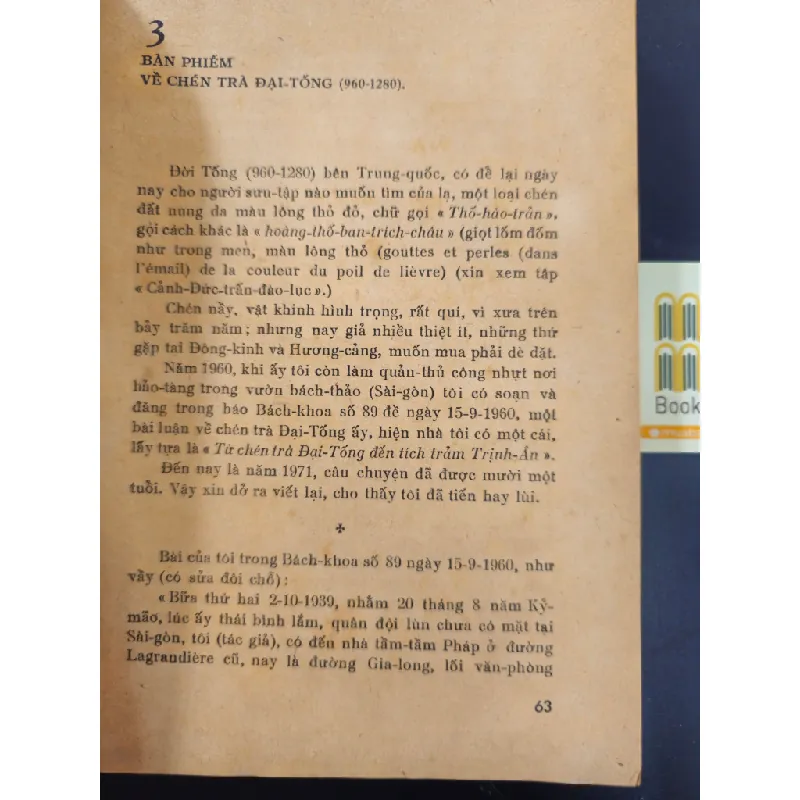 3
BÀN PHIẾM
VỀ CHÉN TRÀ ĐẠI-TỐNG (960-1280).
Đời Tống (960-1280) bên Trung-quốc, có để lại ngày
nay cho người sưu-tập nào muốn tìm của lạ, một loại chén
đất nung da màu lông thỏ đỏ, chữ gọi « Thố-hào-trản »,
gọi cách khác là « hoàng-thố-ban-trích-châu » (giọt lốm đốm
như trong men, màu lông thỏ (gouttes et perles (dans
l'émail) de la couleur du poil de lièvre) (xin xem tập
« Cảnh-Đức-trấn-đào-lục ».)
Chén nầy, vật khinh hình trọng, rất quí, vì xưa trên
bảy trăm năm ; nhưng nay giả nhiều thiệt ít, những thứ
gặp tại Đông-kinh và Hương-cảng, muốn mua phải dè dặt.
Năm 1960, khi ấy tôi còn làm quản-thủ công nhựt nơi
bảo-tàng trong vườn bách-thảo (Sài-gòn) tôi có soạn và
đăng trong báo Bách-khoa số 89 đề ngày 15-9-1960, một
bài luận về chén trà Đại-Tống ấy, hiện nhà tôi có một cái,
lấy tựa là « Từ chén trà Đại-Tống đến tích trảm Trịnh-Ân ».
Đến nay là năm 1971, câu chuyện đã được mười một
tuổi. Vậy xin dở ra viết lại, cho thấy tôi đã tiến hay lùi.
✠
Bài của tôi trong Bách-khoa số 89 ngày 15-9-1960, như
vầy (có sửa đôi chỗ) :
« Bữa thứ hai 2-10-1939, nhằm 20 tháng 8 năm Kỷ-
mão, lúc ấy thái bình lắm, quân đội lùn chưa có mặt tại
Sài-gòn, tôi (tác giả), có đến nhà tầm-tầm Pháp ở đường
Lagrandière cũ, nay là đường Gia-long, lối văn-phòng
63
Book